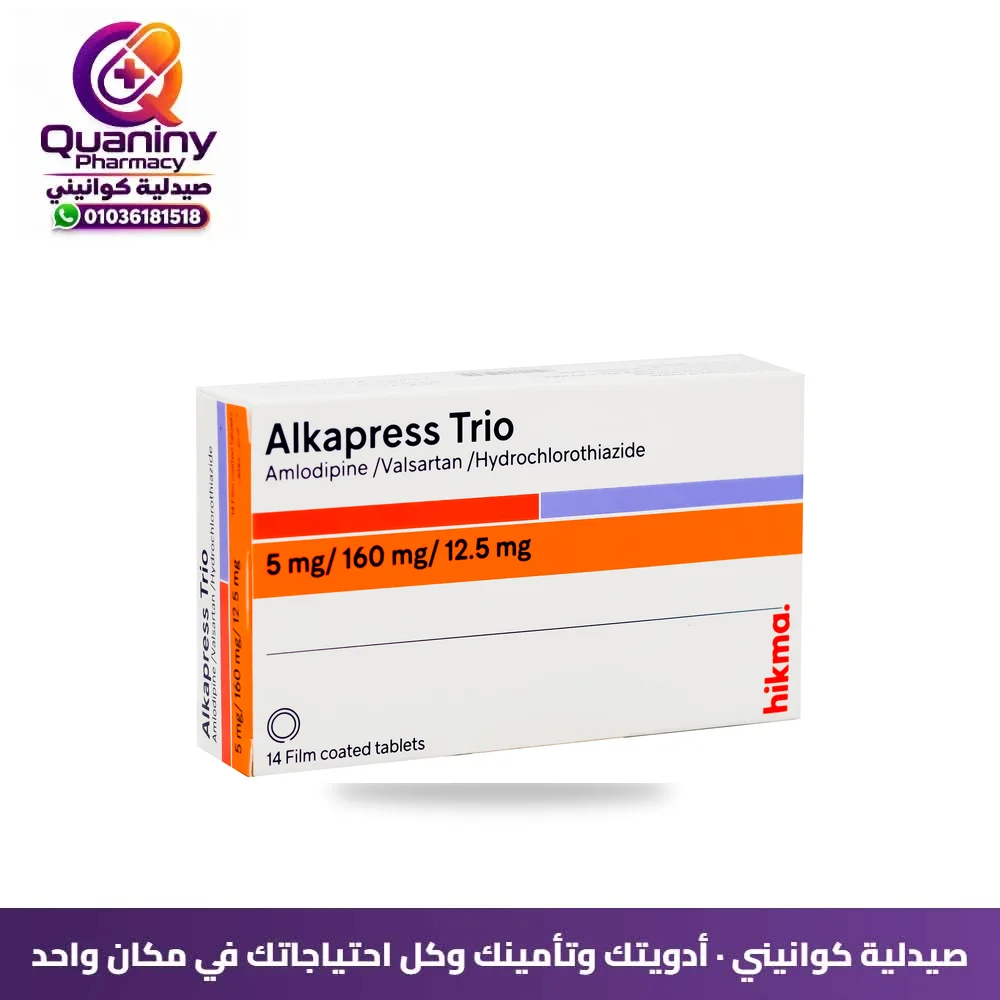 Quaniny
Pharmacy
صيدلية كوانيني
01036181518
Alkapress Trio
Amlodipine /Valsartan /Hydrochlorothiazide
5 mg/ 160 mg/ 12.5 mg
hikma.
14 Film coated tablets
Alkapress Trio
Amlodipine /Valsartan /Hydrochlorothiazide
5 mg/ 160 mg/ 12.5 mg
صيدلية كوانيني · أدويتك وتأمينك وكل احتياجاتك في مكان واحد